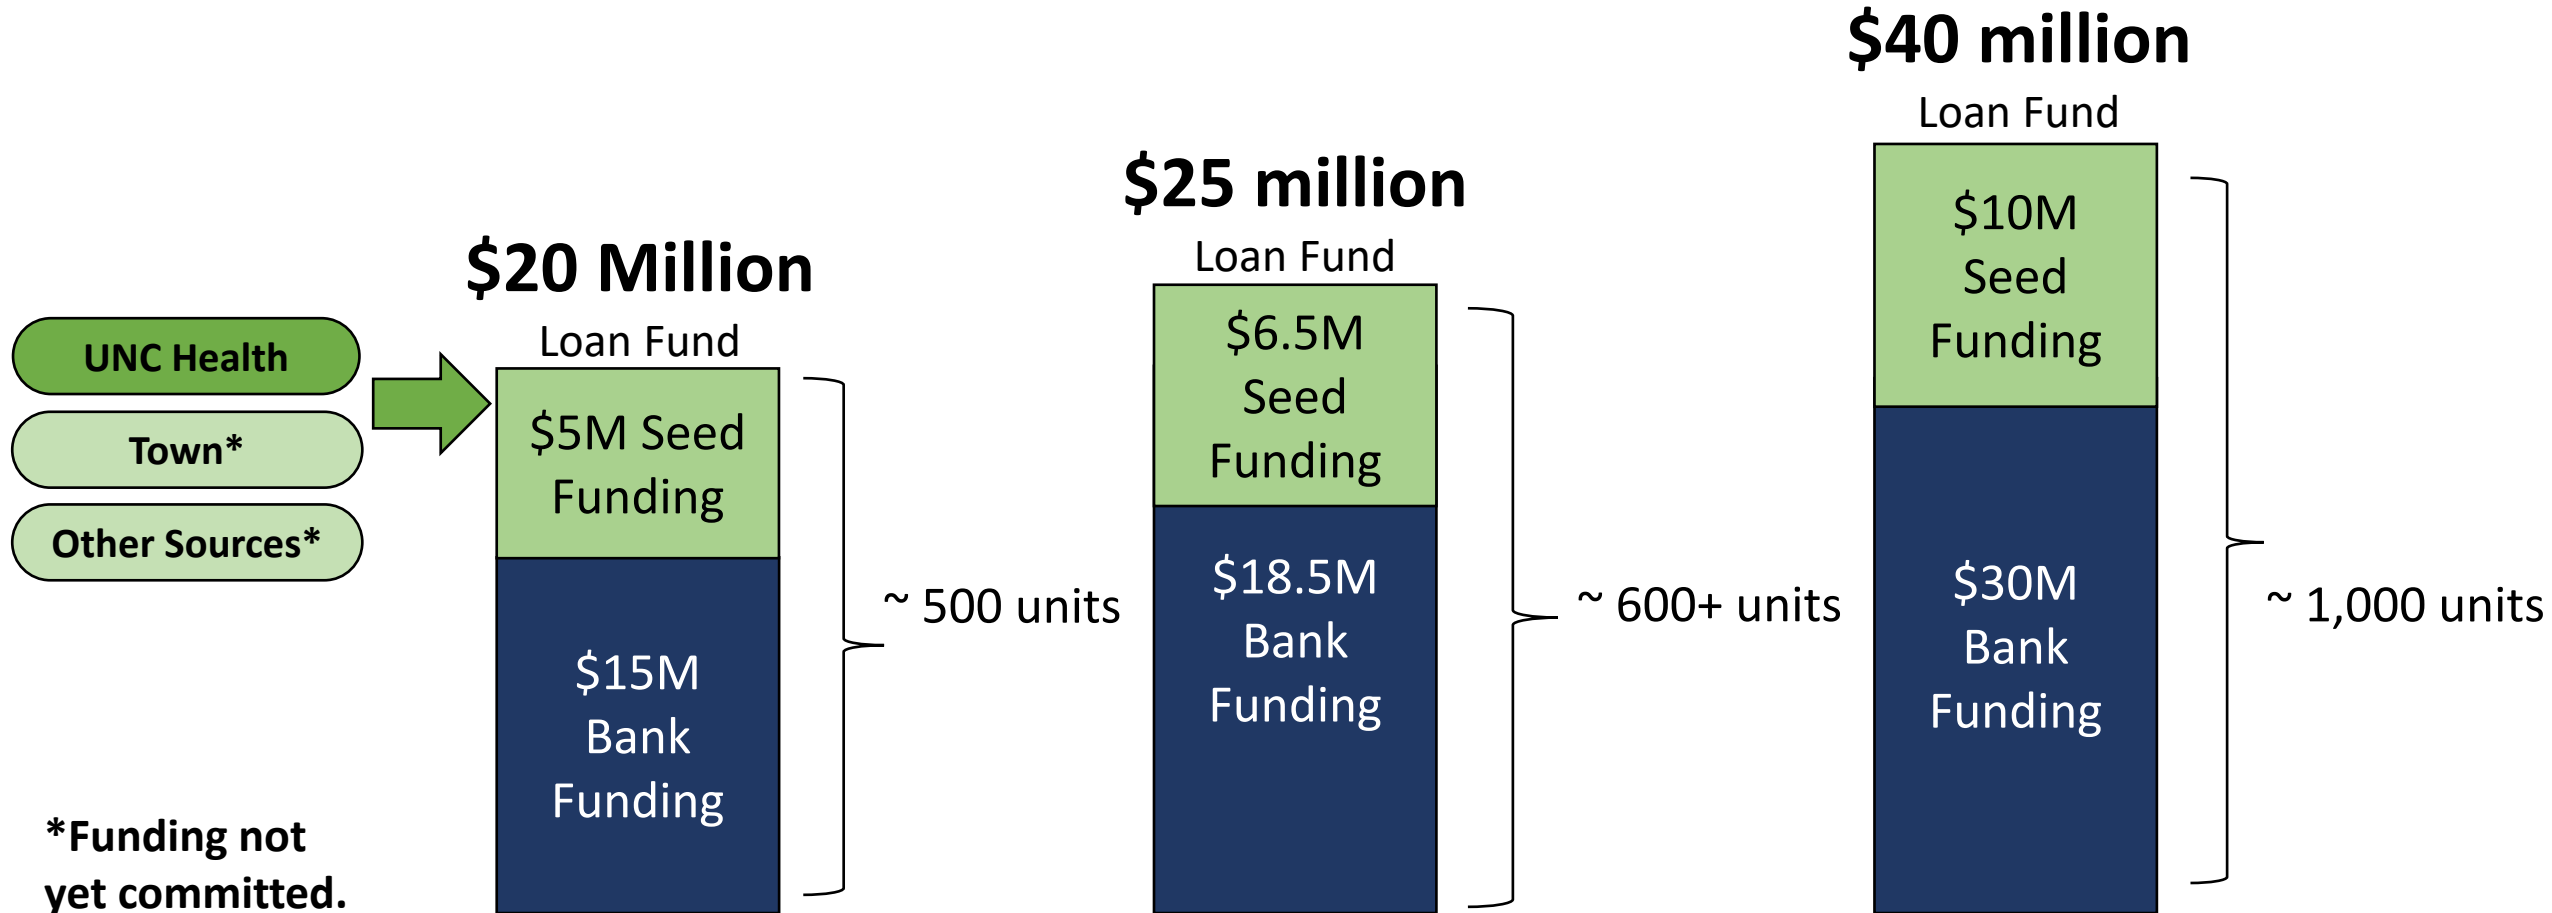 UNC Health
Town*
Other Sources*
*Funding not
yet committed.
$20 Million
Loan Fund
$5M Seed
Funding
$15M
Bank
Funding
~ 500 units
$25 million
Loan Fund
$6.5M
Seed
Funding
$18.5M
Bank
Funding
~ 600+ units
$40 million
Loan Fund
$10M
Seed
Funding
$30M
Bank
Funding
~ 1,000 units